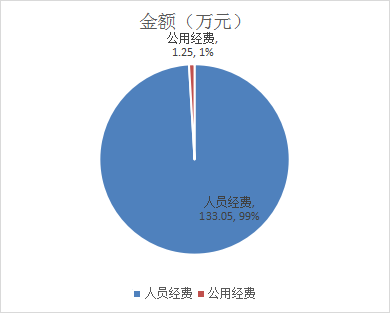 金额（万元）
公用经费,
1.25, 1%
人员经费,
133.05, 99%
人员经费 公用经费